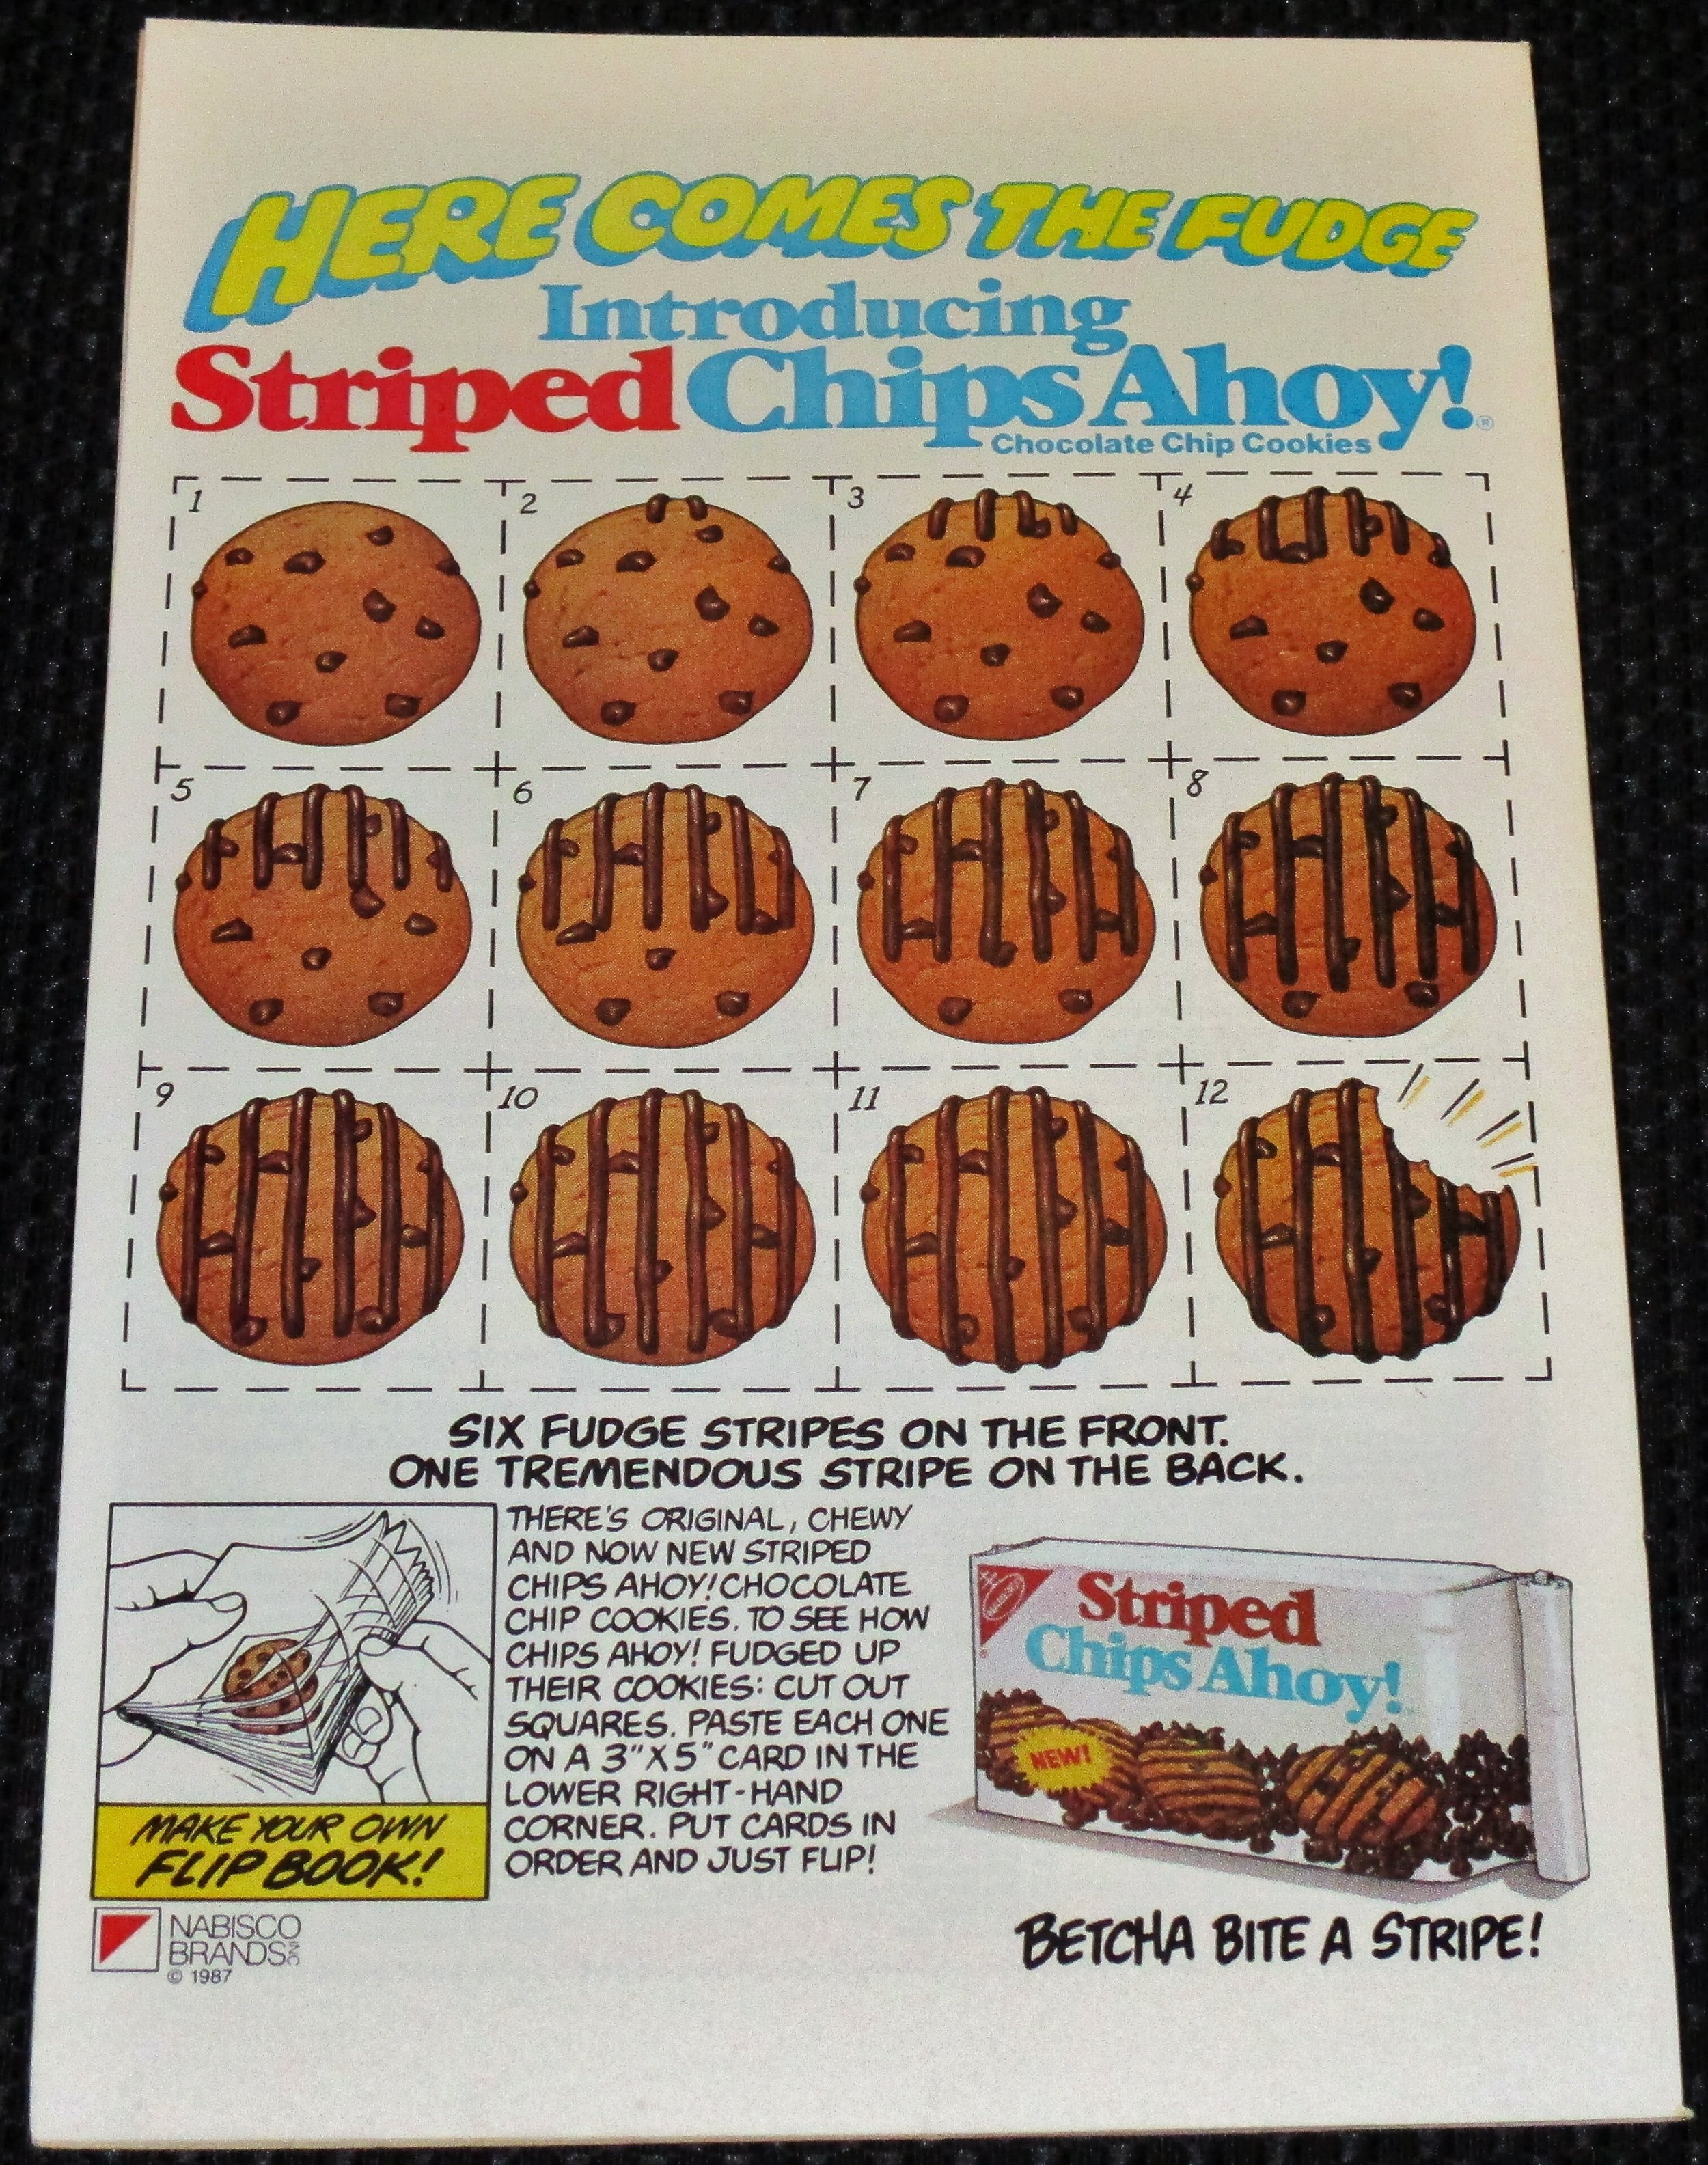 HERE COMES THE FUDGE
Introducing
Striped Chips Ahoy!®
Chocolate Chip Cookies
1
2
3
4
5
6
7
8
9
10
11
12
SIX FUDGE STRIPES ON THE FRONT.
ONE TREMENDOUS STRIPE ON THE BACK.
THERE'S ORIGINAL, CHEWY
AND NOW NEW STRIPED
CHIPS AHOY! CHOCOLATE
CHIP COOKIES. TO SEE HOW
CHIPS AHOY! FUDGED UP
THEIR COOKIES: CUT OUT
SQUARES. PASTE EACH ONE
ON A 3"X5" CARD IN THE
LOWER RIGHT-HAND
CORNER. PUT CARDS IN
ORDER AND JUST FLIP!
MAKE YOUR OWN
FLIP BOOK!
Striped
Chips Ahoy!
NEW!
NABISCO
BRANDS INC
© 1987
BETCHA BITE A STRIPE!